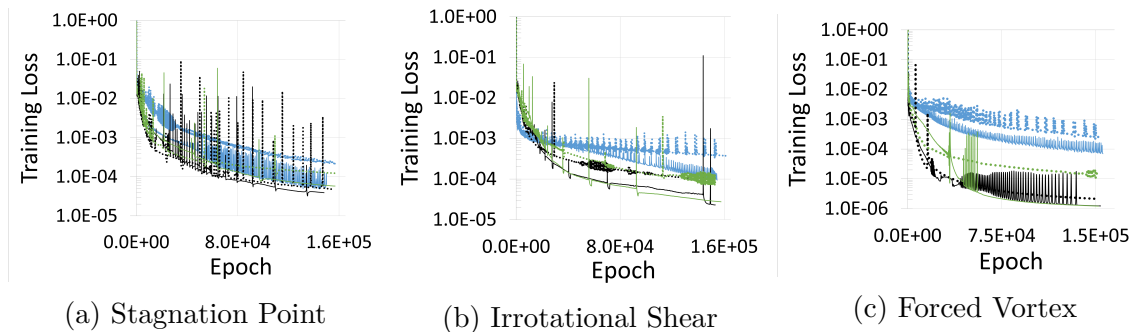 1.0E+00
1.0E-01
1.0E-02
1.0E-03
1.0E-04
1.0E-05
Training Loss
0.0E+00 8.0E+04 1.6E+05
Epoch
(a) Stagnation Point
1.0E+00
1.0E-01
1.0E-02
1.0E-03
1.0E-04
1.0E-05
Training Loss
0.0E+00 8.0E+04 1.6E+05
Epoch
(b) Irrotational Shear
1.0E+00
1.0E-01
1.0E-02
1.0E-03
1.0E-04
1.0E-05
1.0E-06
Training Loss
0.0E+00 7.5E+04 1.5E+05
Epoch
(c) Forced Vortex